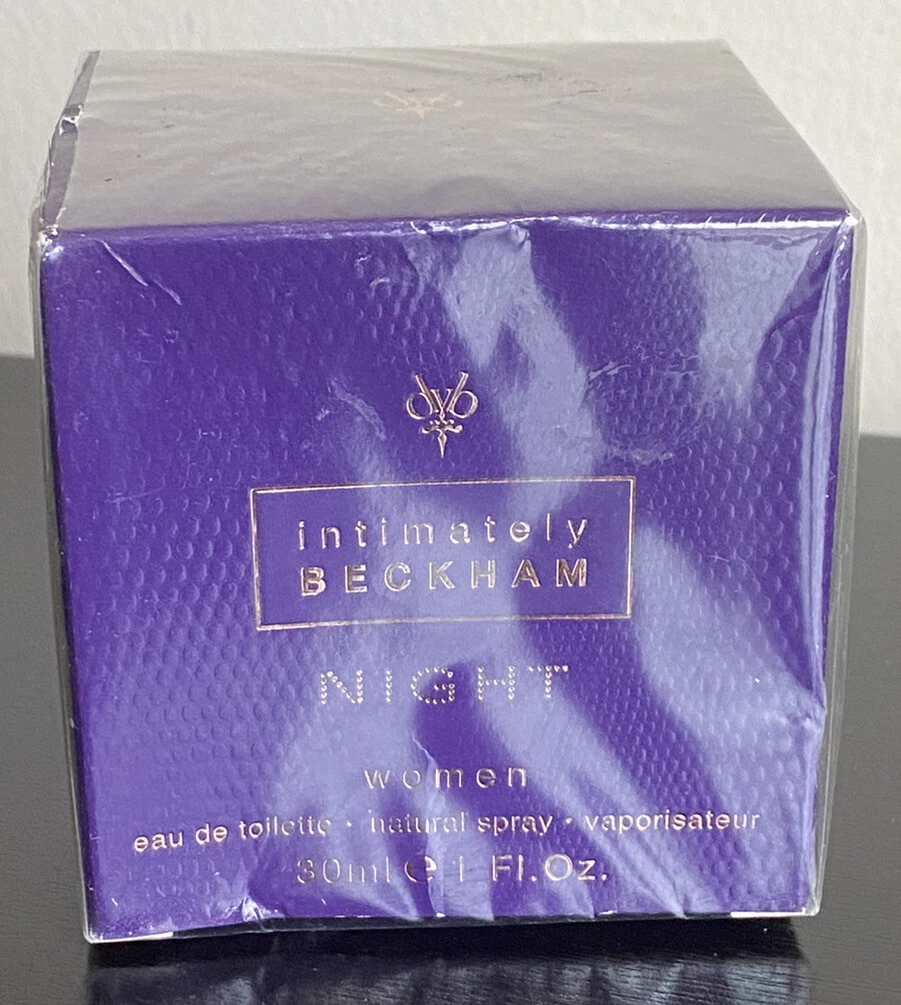 dvb
intimately
BECKHAM
NIGHT
women
eau de toilette · natural spray · vaporisateur
30ml e 1 Fl.Oz.